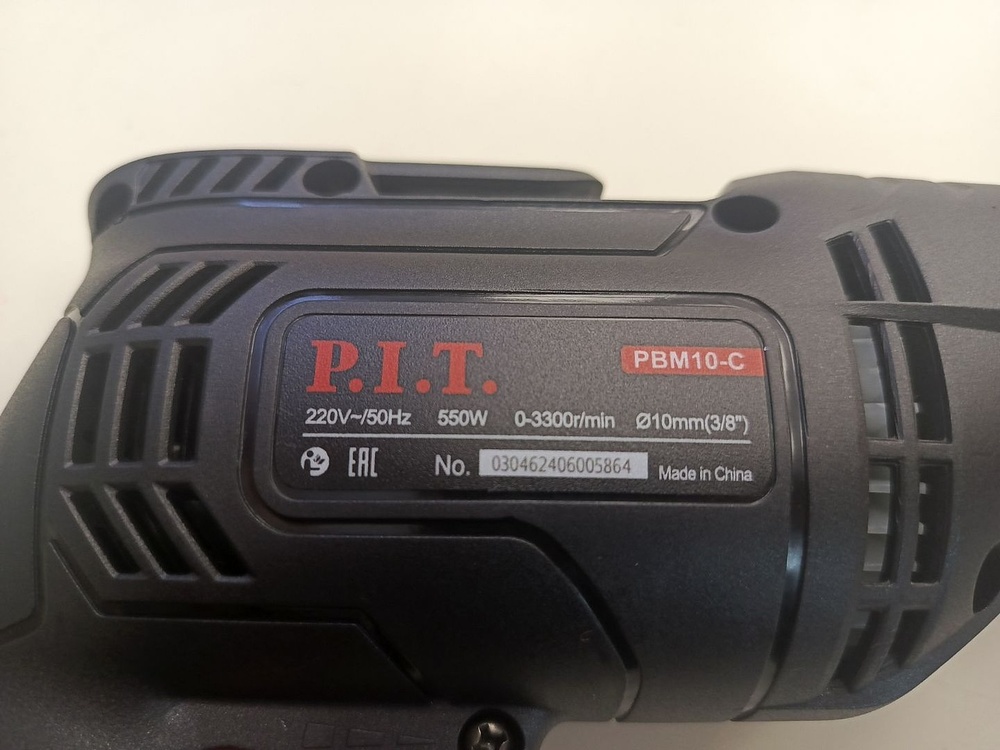 P.I.T. PBM10-C
220V~/50Hz 550W 0-3300r/min Ø10mm(3/8")
EAC No. 030462406005864 Made in China